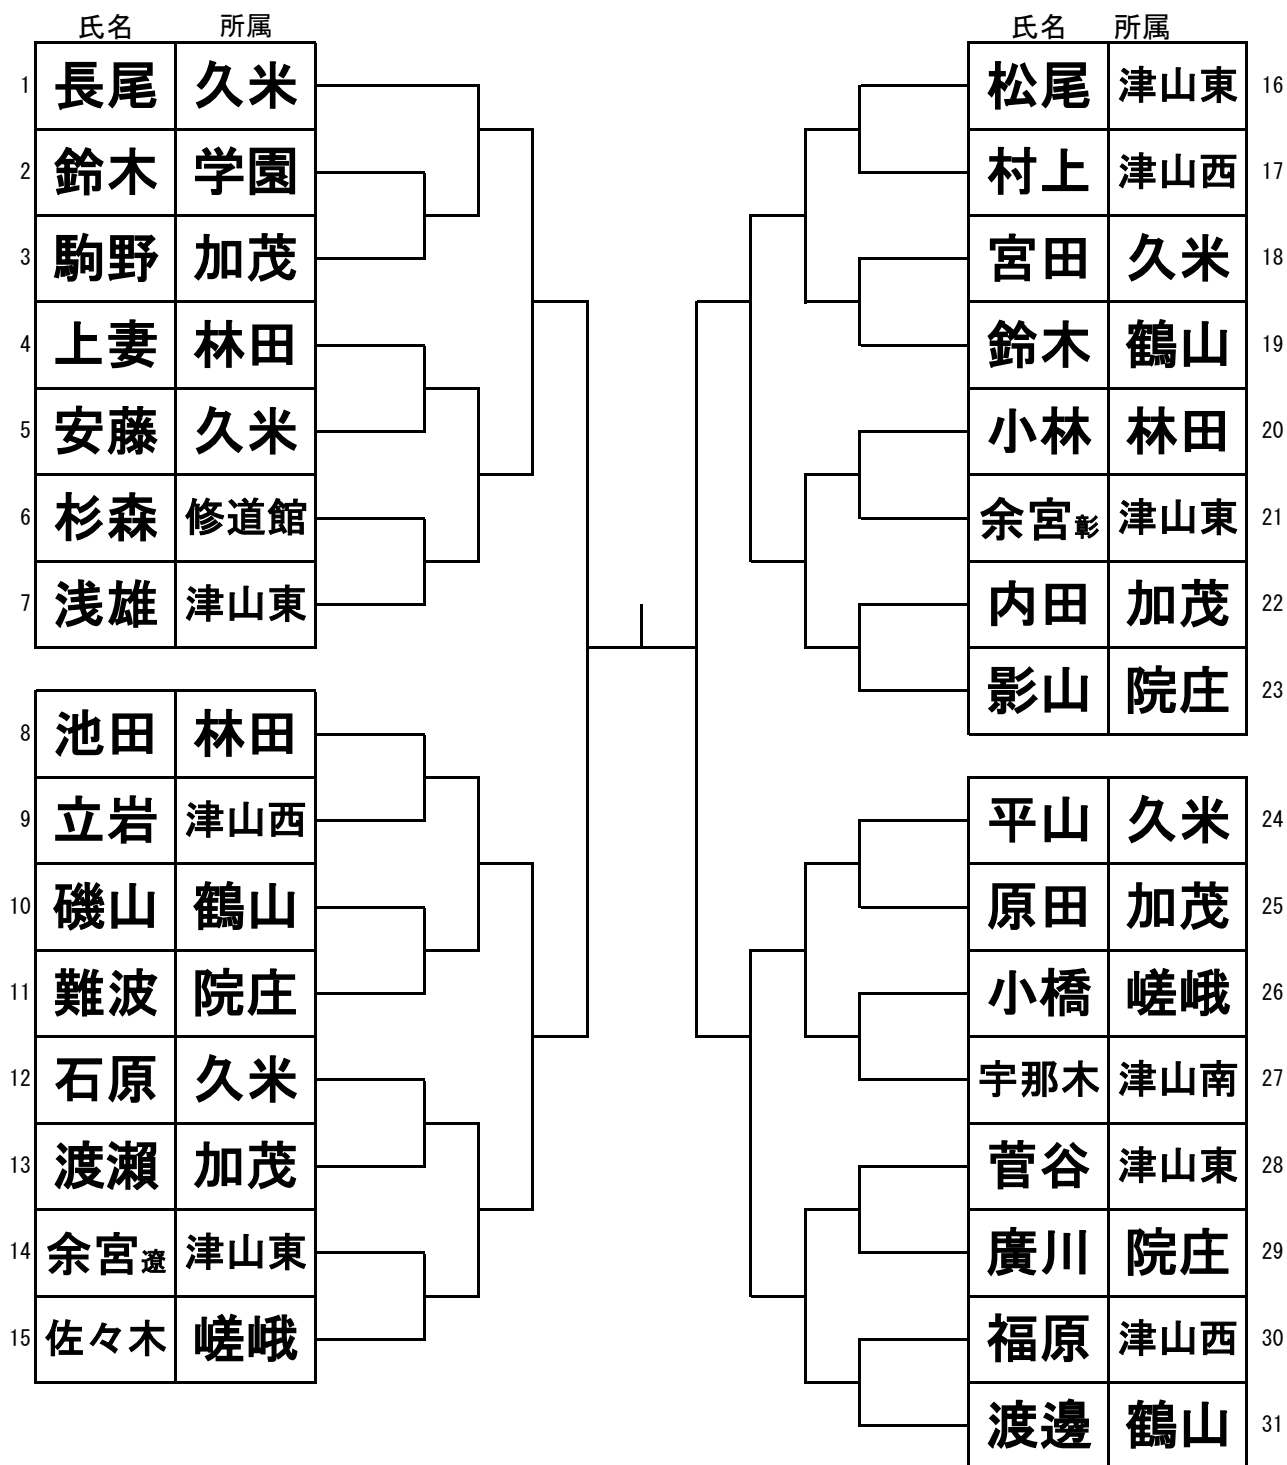 氏名 所属
1 長尾 久米
2 鈴木 学園
3 駒野 加茂
4 上妻 林田
5 安藤 久米
6 杉森 修道館
7 浅雄 津山東
8 池田 林田
9 立岩 津山西
10 磯山 鶴山
11 難波 院庄
12 石原 久米
13 渡瀬 加茂
14 余宮遼 津山東
15 佐々木 嵯峨
氏名 所属
松尾 津山東 16
村上 津山西 17
宮田 久米 18
鈴木 鶴山 19
小林 林田 20
余宮彰 津山東 21
内田 加茂 22
影山 院庄 23
平山 久米 24
原田 加茂 25
小橋 嵯峨 26
宇那木 津山南 27
菅谷 津山東 28
廣川 院庄 29
福原 津山西 30
渡邊 鶴山 31